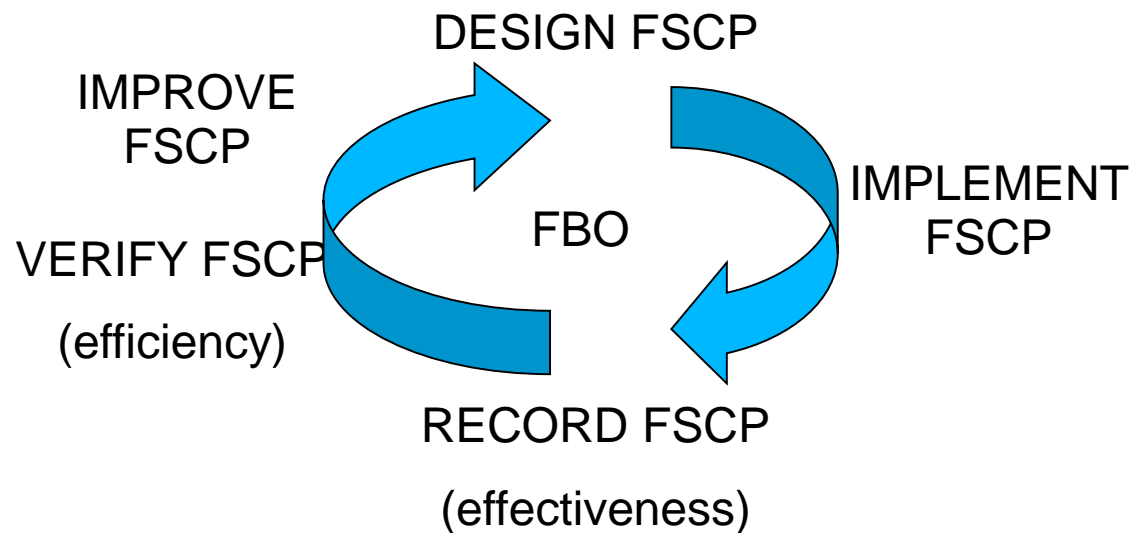 DESIGN FSCP
IMPROVE
FSCP
IMPLEMENT
FSCP
FBO
VERIFY FSCP
(efficiency)
RECORD FSCP
(effectiveness)